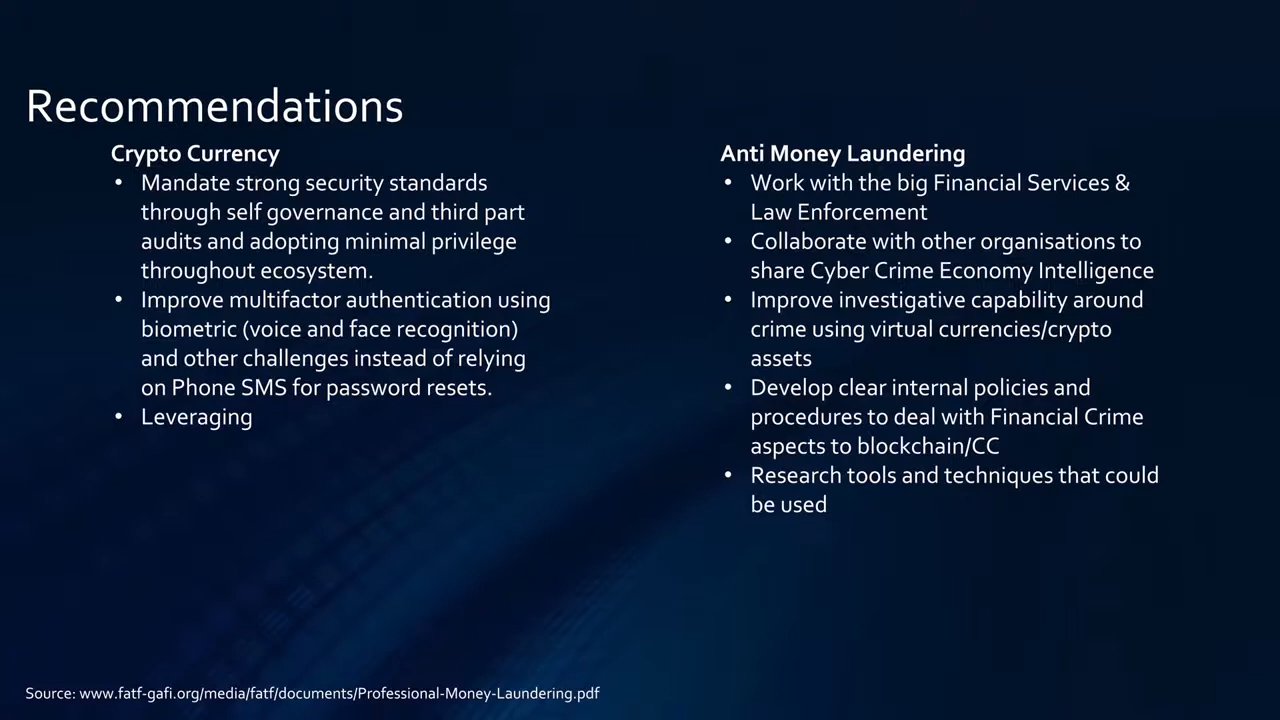 Recommendations
Crypto Currency
• Mandate strong security standards
through self governance and third part
audits and adopting minimal privilege
throughout ecosystem.
• Improve multifactor authentication using
biometric (voice and face recognition)
and other challenges instead of relying
on Phone SMS for password resets.
• Leveraging
Anti Money Laundering
• Work with the big Financial Services &
Law Enforcement
• Collaborate with other organisations to
share Cyber Crime Economy Intelligence
• Improve investigative capability around
crime using virtual currencies/crypto
assets
• Develop clear internal policies and
procedures to deal with Financial Crime
aspects to blockchain/CC
• Research tools and techniques that could
be used
Source: www.fatf-gafi.org/media/fatf/documents/Professional-Money-Laundering.pdf